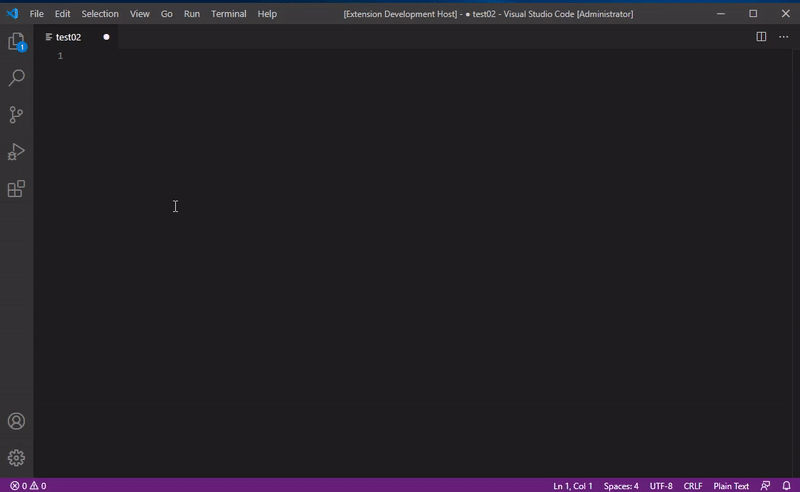 File Edit Selection View Go Run Terminal Help [Extension Development Host] - ● test02 - Visual Studio Code [Administrator]
test02
1
1
0 0 Ln 1, Col 1 Spaces: 4 UTF-8 CRLF Plain Text